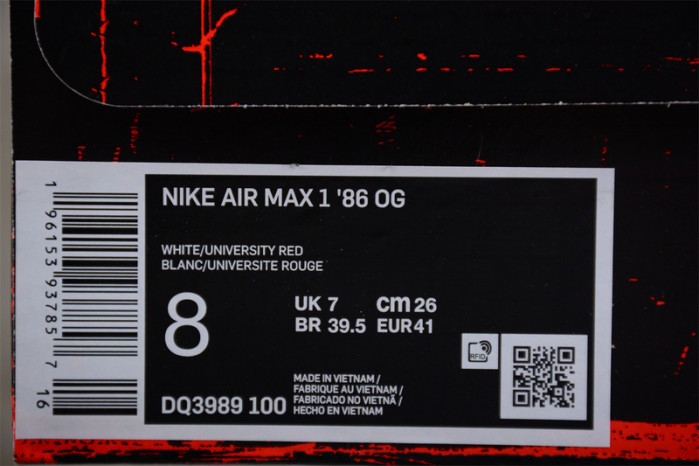 NIKE AIR MAX 1 '86 OG
WHITE/UNIVERSITY RED
BLANC/UNIVERSITE ROUGE
8
UK 7 cm 26
BR 39.5 EUR 41
RFID
DQ3989 100
MADE IN VIETNAM /
FABRIQUE AU VIETNAM /
FABRICADO NO VIETNÃ /
HECHO EN VIETNAM
1 96153 93785 7
16